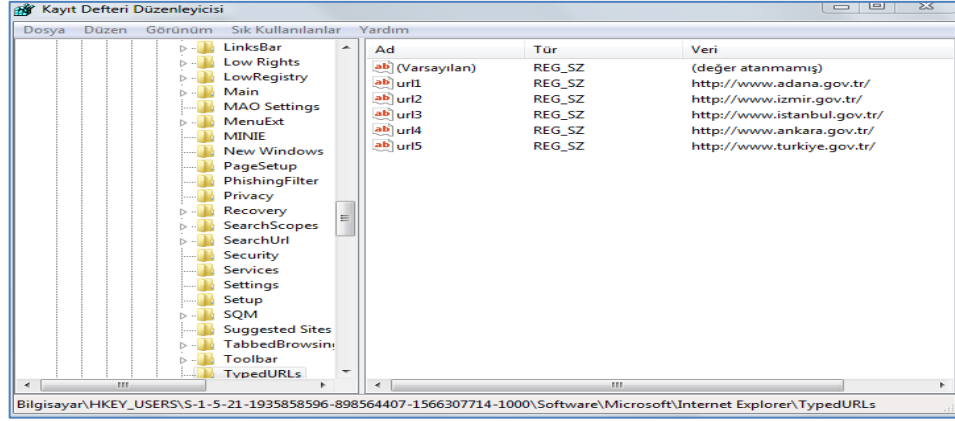 Kayıt Defteri Düzenleyicisi
Dosya Düzen Görünüm Sık Kullanılanlar Yardım
LinksBar
Low Rights
LowRegistry
Main
MAO Settings
MenuExt
MINIE
New Windows
PageSetup
PhishingFilter
Privacy
Recovery
SearchScopes
SearchUrl
Security
Services
Settings
Setup
SQM
Suggested Sites
TabbedBrowsing
Toolbar
TypedURLs
Ad Tür Veri
(Varsayılan) REG_SZ (değer atanmamış)
url1 REG_SZ http://www.adana.gov.tr/
url2 REG_SZ http://www.izmir.gov.tr/
url3 REG_SZ http://www.istanbul.gov.tr/
url4 REG_SZ http://www.ankara.gov.tr/
url5 REG_SZ http://www.turkiye.gov.tr/
Bilgisayar\HKEY_USERS\S-1-5-21-1935858596-898564407-1566307714-1000\Software\Microsoft\Internet Explorer\TypedURLs